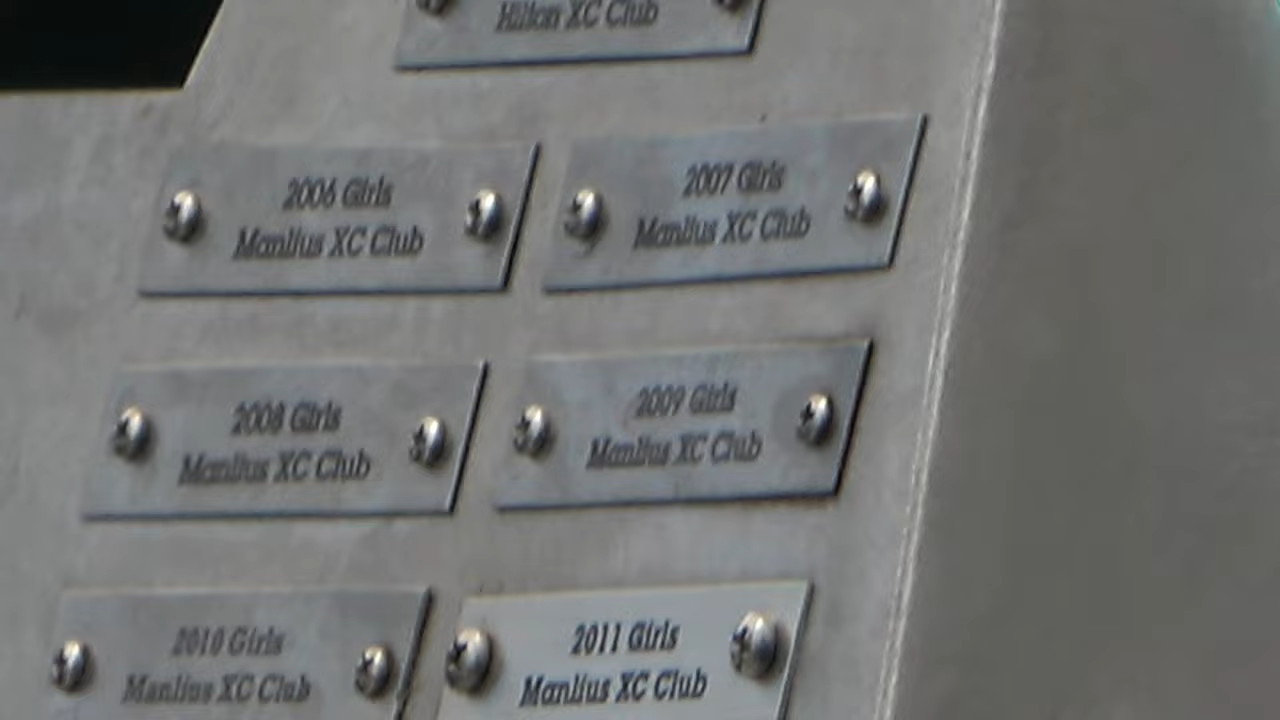 Hilton XC Club
2006 Girls
Manlius XC Club
2007 Girls
Manlius XC Club
2008 Girls
Manlius XC Club
2009 Girls
Manlius XC Club
2010 Girls
Manlius XC Club
2011 Girls
Manlius XC Club